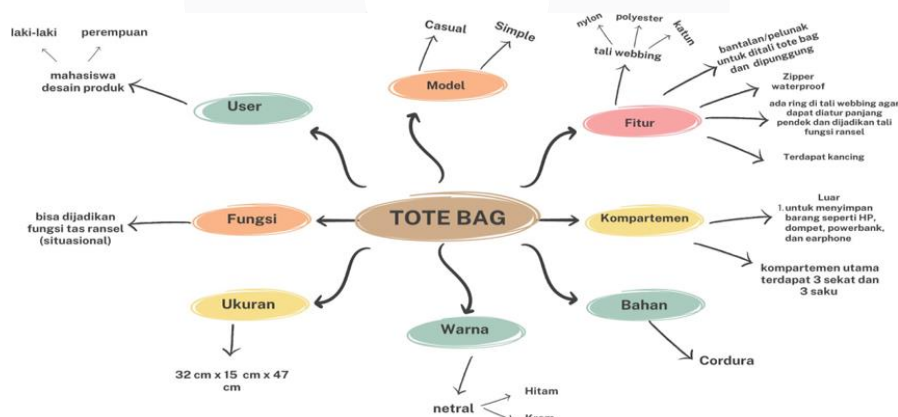 laki-laki
perempuan
mahasiswa
desain produk
User
Casual
Simple
Model
nylon
polyester
katun
tali webbing
bantalan/pelunak
untuk ditali tote bag
dan dipunggung
Zipper
waterproof
ada ring di tali webbing agar
dapat diatur panjang
pendek dan dijadikan tali
fungsi ransel
Terdapat kancing
Fitur
bisa dijadikan
fungsi tas ransel
(situasional)
Fungsi
TOTE BAG
Kompartemen
Luar
1. untuk menyimpan
barang seperti HP,
dompet, powerbank,
dan earphone
kompartemen utama
terdapat 3 sekat dan
3 saku
Ukuran
32 cm x 15 cm x 47
cm
Warna
netral
Hitam
Krem
Bahan
Cordura